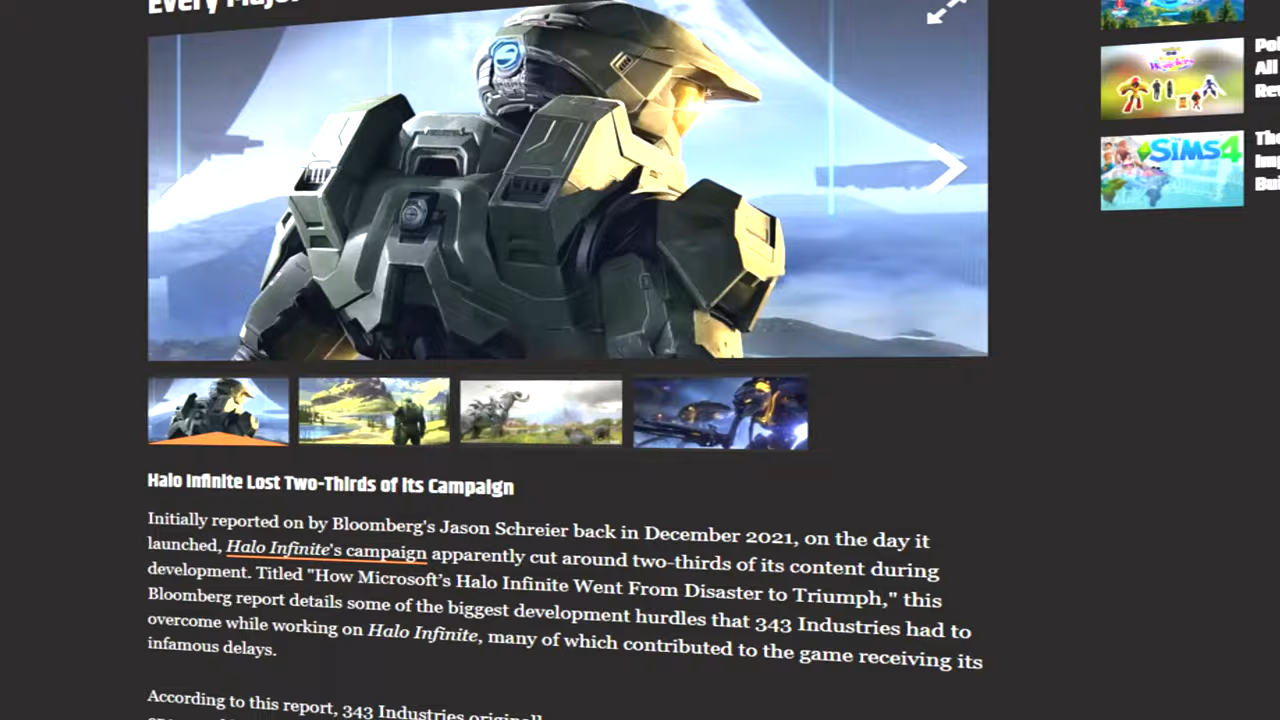 Halo Infinite Lost Two-Thirds of Its Campaign
Initially reported on by Bloomberg's Jason Schreier back in December 2021, on the day it
launched, Halo Infinite's campaign apparently cut around two-thirds of its content during
development. Titled "How Microsoft's Halo Infinite Went From Disaster to Triumph," this
Bloomberg report details some of the biggest development hurdles that 343 Industries had to
overcome while working on Halo Infinite, many of which contributed to the game receiving its
infamous delays.
According to this report, 343 Industries
SIMS 4
All